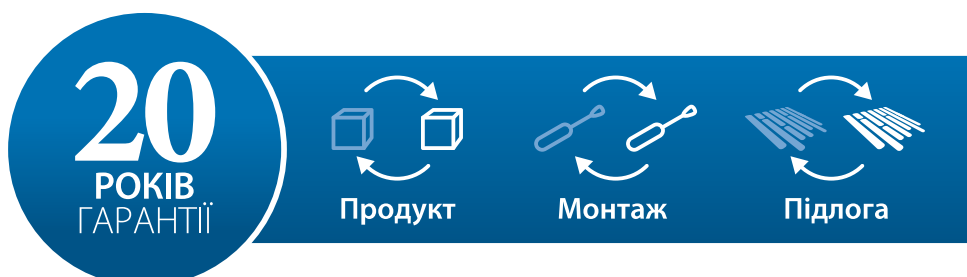 20
РОКІВ
ГАРАНТІЇ
Продукт
Монтаж
Підлога